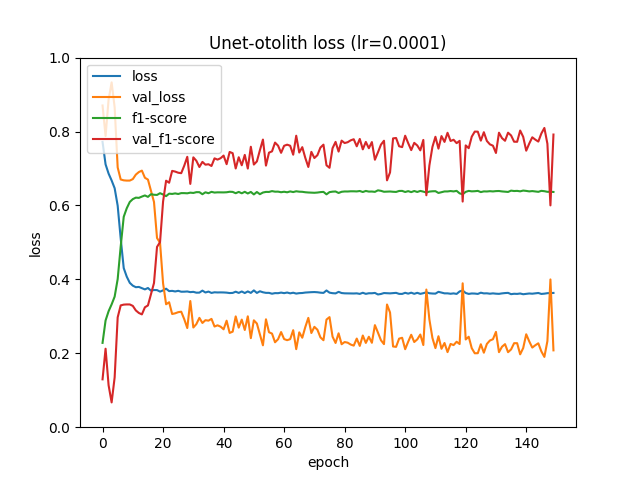 Unet-otolith loss (lr=0.0001)
loss
val_loss
f1-score
val_f1-score
1.0
0.8
0.6
0.4
0.2
0.0
loss
0 20 40 60 80 100 120 140
epoch